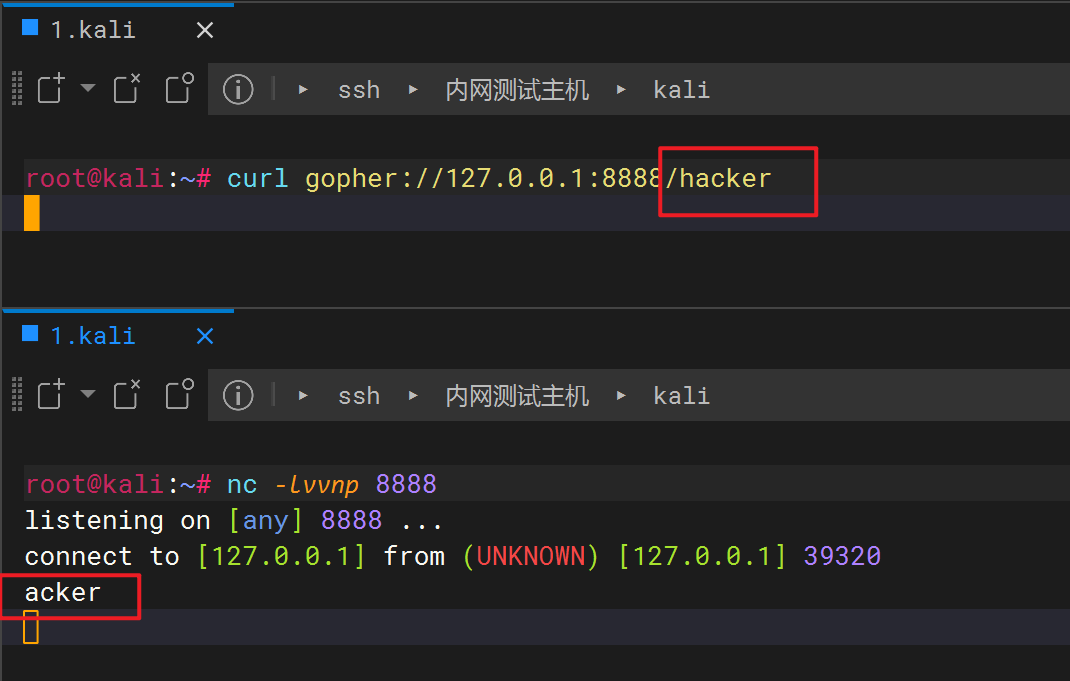 1.kali
ssh 内网测试主机 kali
root@kali:~# curl gopher://127.0.0.1:8888/hacker
1.kali
ssh 内网测试主机 kali
root@kali:~# nc -lvvnp 8888
listening on [any] 8888 ...
connect to [127.0.0.1] from (UNKNOWN) [127.0.0.1] 39320
acker